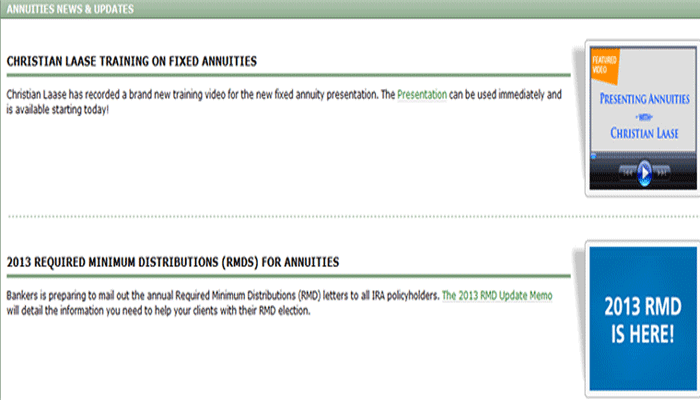 ANNUITIES NEWS & UPDATES
CHRISTIAN LAASE TRAINING ON FIXED ANNUITIES
Christian Laase has recorded a brand new training video for the new fixed annuity presentation. The Presentation can be used immediately and
is available starting today!
FEATURED
VIDEO
PRESENTING ANNUITIES
WITH
CHRISTIAN LAASE
2013 REQUIRED MINIMUM DISTRIBUTIONS (RMDS) FOR ANNUITIES
Bankers is preparing to mail out the annual Required Minimum Distributions (RMD) letters to all IRA policyholders. The 2013 RMD Update Memo
will detail the information you need to help your clients with their RMD election.
2013 RMD
IS HERE!